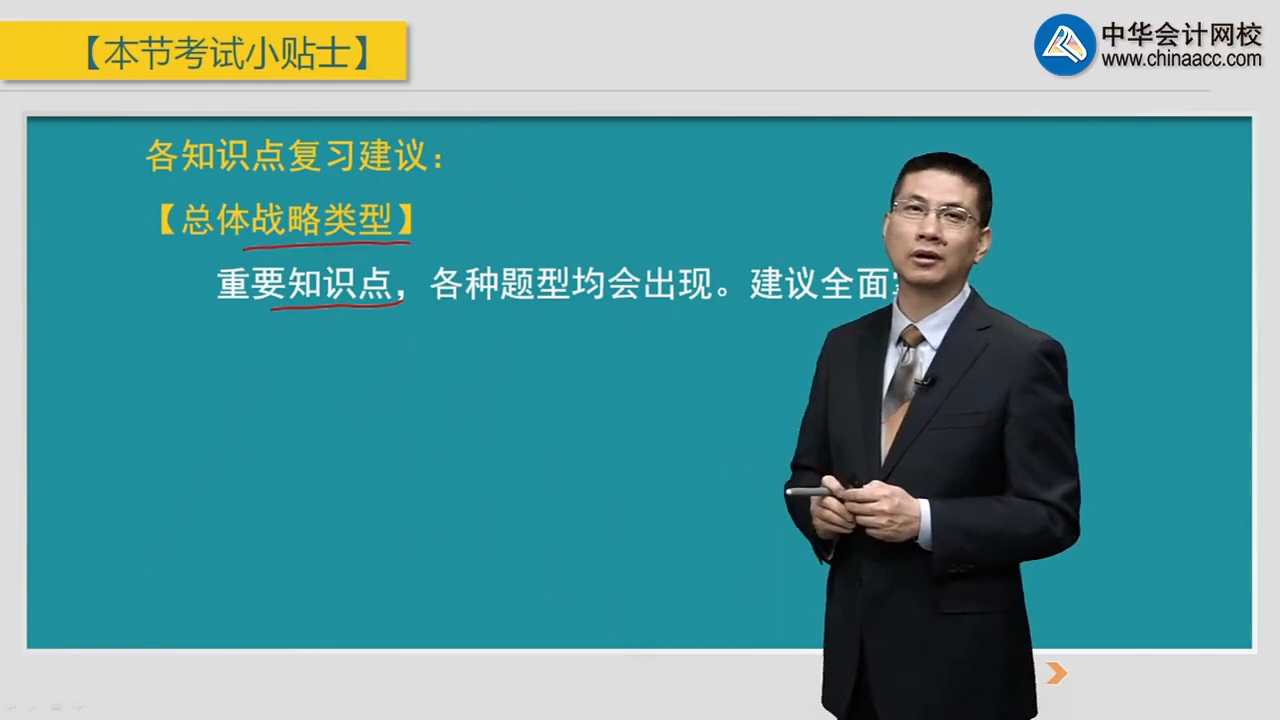 【本节考试小贴士】
中华会计网校
www.chinaacc.com
各知识点复习建议：
【总体战略类型】
重要知识点，各种题型均会出现。建议全面